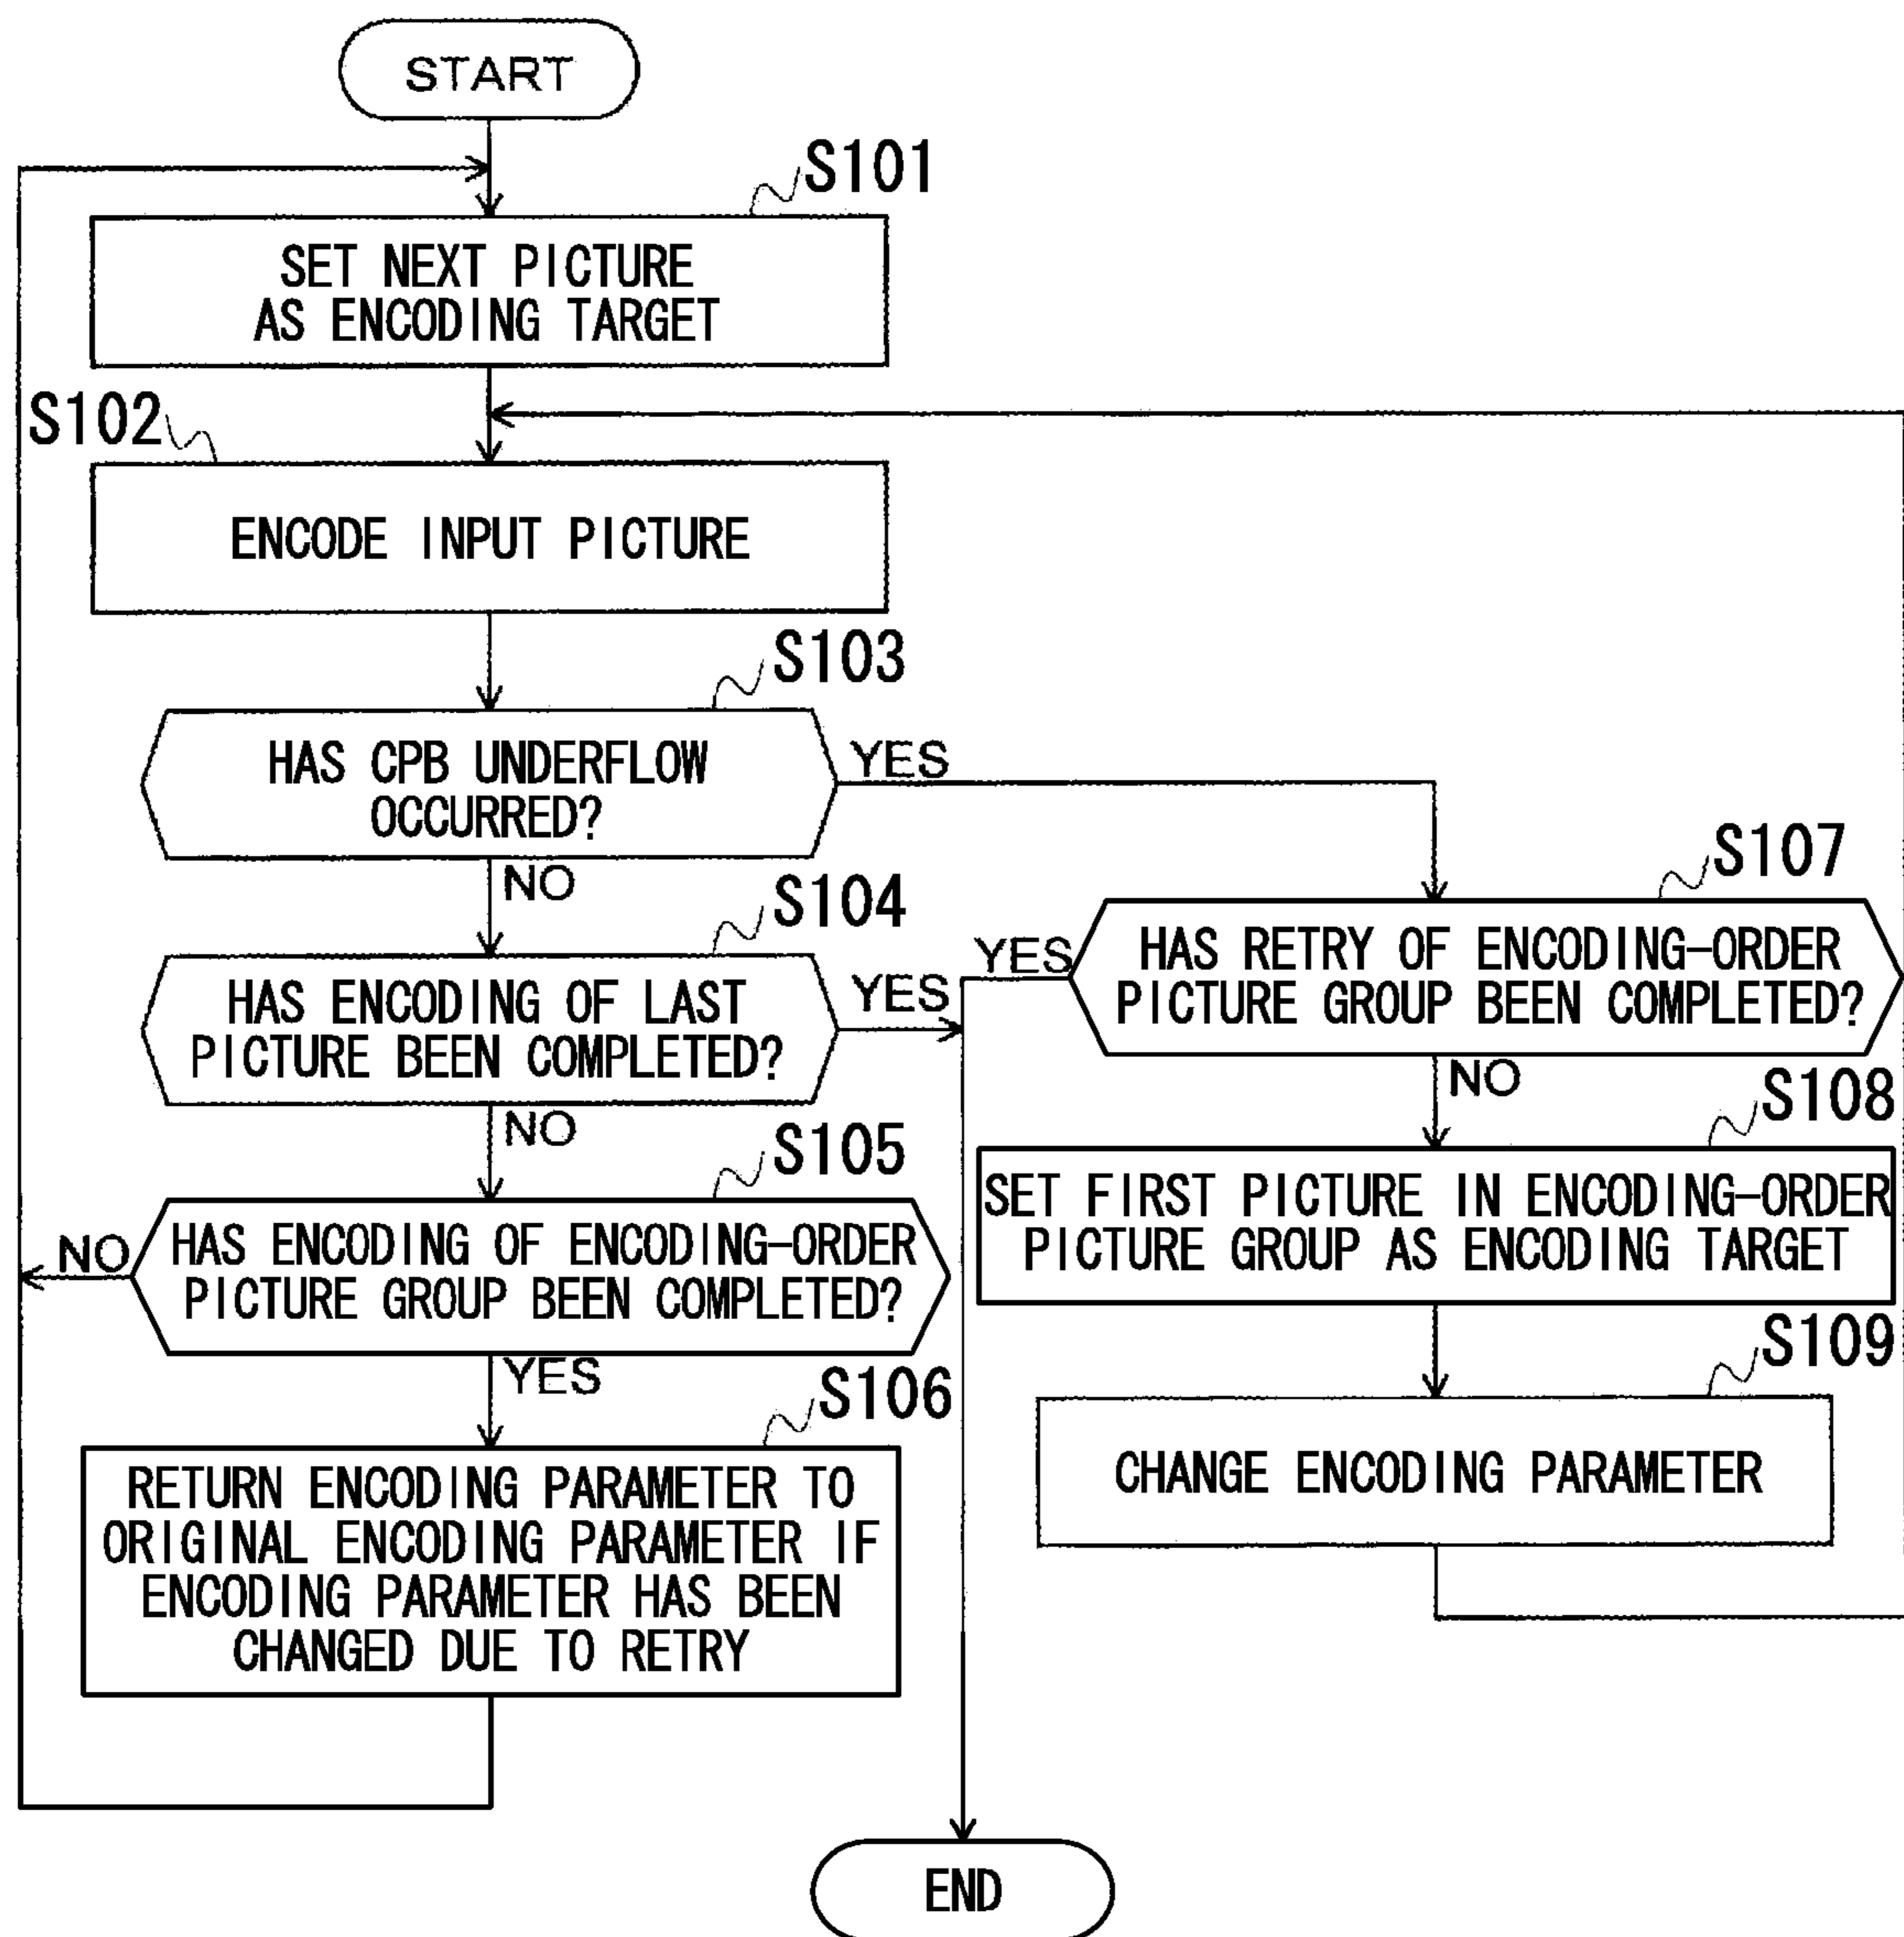 START
S101
SET NEXT PICTURE
AS ENCODING TARGET
S102
ENCODE INPUT PICTURE
S103
HAS CPB UNDERFLOW
OCCURRED?
YES
NO
S104
HAS ENCODING OF LAST
PICTURE BEEN COMPLETED?
YES
NO
S105
HAS ENCODING OF ENCODING-ORDER
PICTURE GROUP BEEN COMPLETED?
NO
YES
S106
RETURN ENCODING PARAMETER TO
ORIGINAL ENCODING PARAMETER IF
ENCODING PARAMETER HAS BEEN
CHANGED DUE TO RETRY
S107
HAS RETRY OF ENCODING-ORDER
PICTURE GROUP BEEN COMPLETED?
YES
NO
S108
SET FIRST PICTURE IN ENCODING-ORDER
PICTURE GROUP AS ENCODING TARGET
S109
CHANGE ENCODING PARAMETER
END